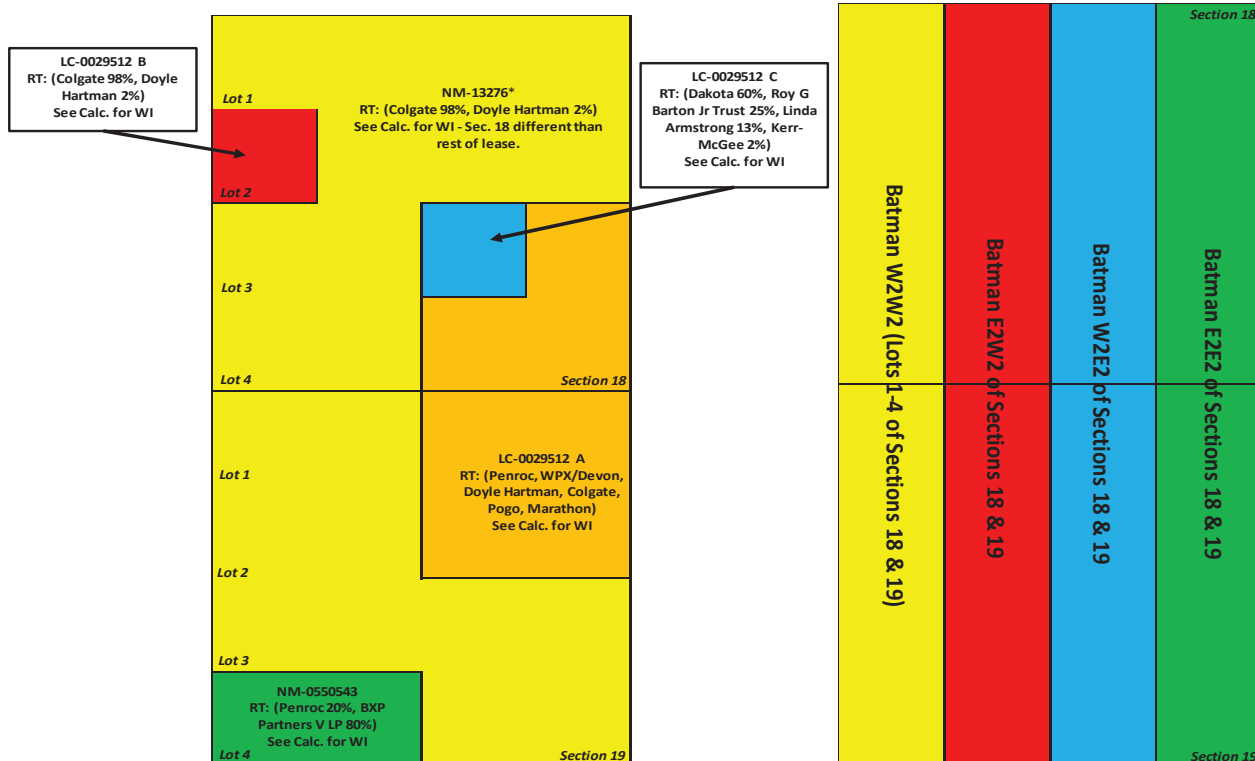 LC-0029512 B
RT: (Colgate 98%, Doyle
Hartman 2%)
See Calc. for WI
Lot 1
NM-13276*
RT: (Colgate 98%, Doyle Hartman 2%)
See Calc. for WI - Sec. 18 different than
rest of lease.
LC-0029512 C
RT: (Dakota 60%, Roy G
Barton Jr Trust 25%, Linda
Armstrong 13%, Kerr-
McGee 2%)
See Calc. for WI
Lot 2
Lot 3
Lot 4
Section 18
Lot 1
LC-0029512 A
RT: (Penroc, WPX/Devon,
Doyle Hartman, Colgate,
Pogo, Marathon)
See Calc. for WI
Lot 2
Lot 3
NM-0550543
RT: (Penroc 20%, BXP
Partners V LP 80%)
See Calc. for WI
Lot 4
Section 19
Section 18
Batman W2W2 (Lots 1-4 of Sections 18 & 19)
Batman E2W2 of Sections 18 & 19
Batman W2E2 of Sections 18 & 19
Batman E2E2 of Sections 18 & 19
Section 19